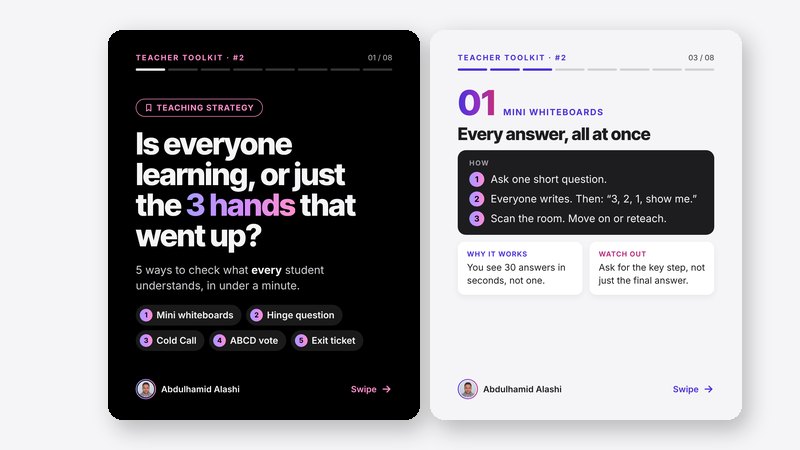 TEACHER TOOLKIT · #2
01 / 08
TEACHING STRATEGY
Is everyone
learning, or just
the 3 hands that
went up?
5 ways to check what every student
understands, in under a minute.
1 Mini whiteboards
2 Hinge question
3 Cold Call
4 ABCD vote
5 Exit ticket
Abdulhamid Alashi
Swipe →
TEACHER TOOLKIT · #2
03 / 08
01 MINI WHITEBOARDS
Every answer, all at once
HOW
1 Ask one short question.
2 Everyone writes. Then: “3, 2, 1, show me.”
3 Scan the room. Move on or reteach.
WHY IT WORKS
You see 30 answers in
seconds, not one.
WATCH OUT
Ask for the key step, not
just the final answer.
Abdulhamid Alashi
Swipe →